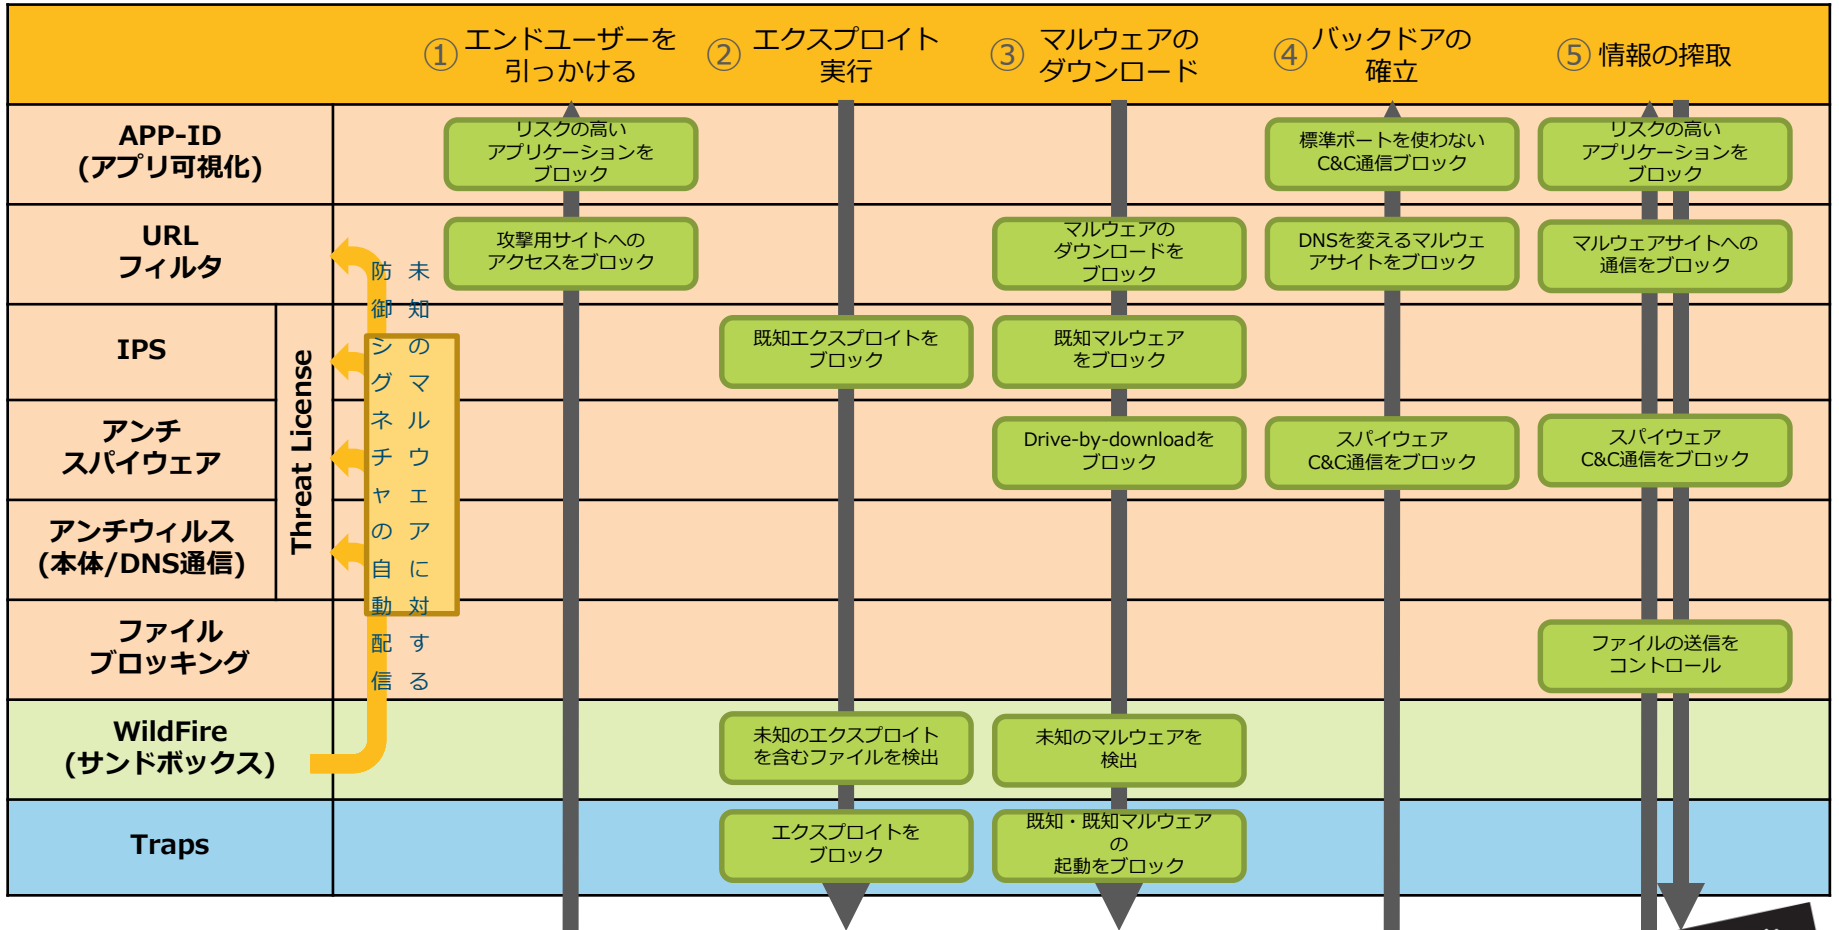 ① エンドユーザーを
引っかける
② エクスプロイト
実行
③ マルウェアの
ダウンロード
④ バックドアの
確立
⑤ 情報の搾取
APP-ID
(アプリ可視化)
リスクの高い
アプリケーションを
ブロック
標準ポートを使わない
C&C通信ブロック
リスクの高い
アプリケーションを
ブロック
URL
フィルタ
攻撃用サイトへの
アクセスをブロック
マルウェアの
ダウンロードを
ブロック
DNSを変えるマルウェ
アサイトをブロック
マルウェアサイトへの
通信をブロック
未知のマルウェアに対する
防御シグネチャの自動配信
Threat License
IPS
既知エクスプロイトを
ブロック
既知マルウェア
をブロック
アンチ
スパイウェア
Drive-by-downloadを
ブロック
スパイウェア
C&C通信をブロック
スパイウェア
C&C通信をブロック
アンチウィルス
(本体/DNS通信)
ファイル
ブロッキング
ファイルの送信を
コントロール
WildFire
(サンドボックス)
未知のエクスプロイト
を含むファイルを検出
未知のマルウェアを
検出
Traps
エクスプロイトを
ブロック
既知・既知マルウェア
の
起動をブロック